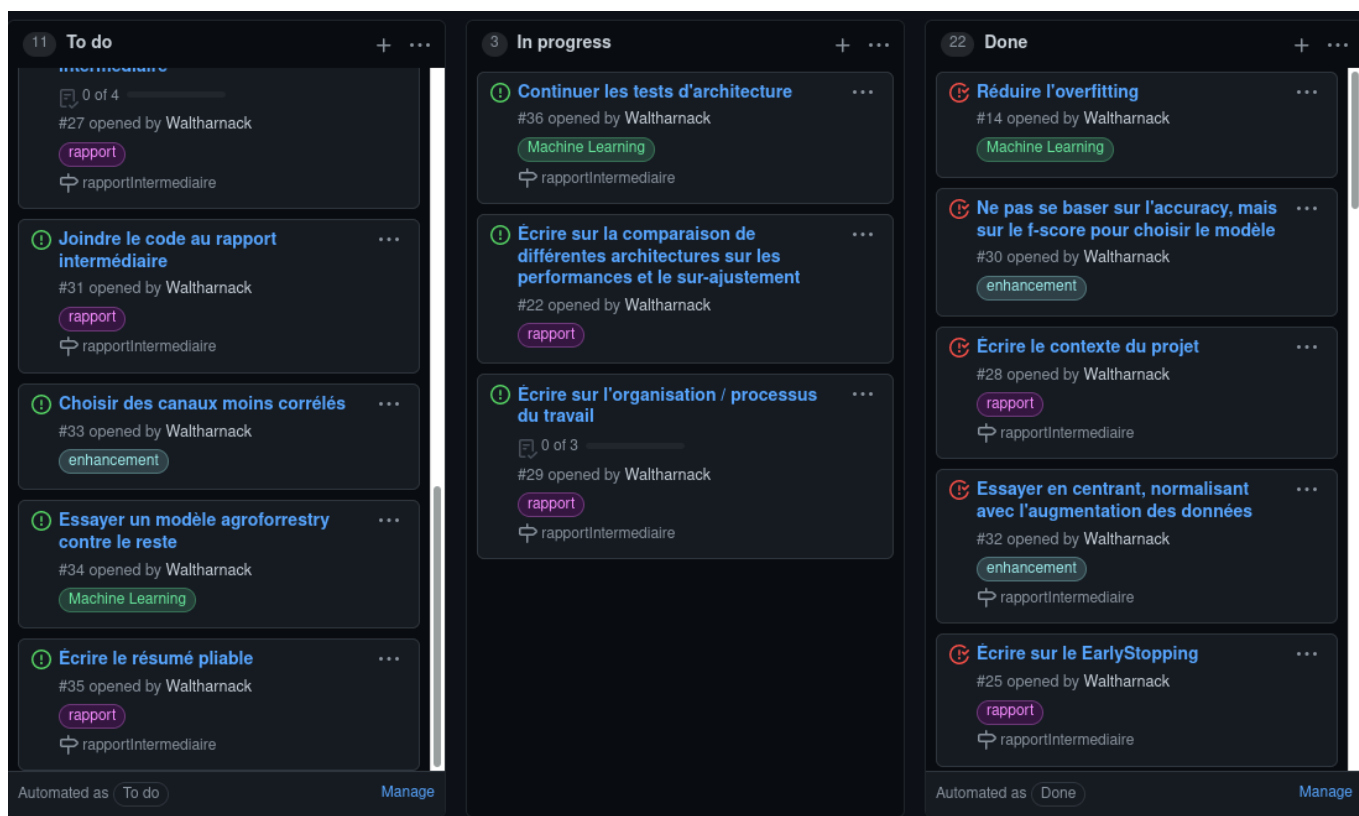 11 To do
intermédiaire
0 of 4
#27 opened by Waltharnack
rapport
rapportIntermediaire
Joindre le code au rapport
intermédiaire
#31 opened by Waltharnack
rapport
rapportIntermediaire
Choisir des canaux moins corrélés
#33 opened by Waltharnack
enhancement
Essayer un modèle agroforrestry
contre le reste
#34 opened by Waltharnack
Machine Learning
Écrire le résumé pliable
#35 opened by Waltharnack
rapport
rapportIntermediaire
Automated as To do
Manage
3 In progress
Continuer les tests d'architecture
#36 opened by Waltharnack
Machine Learning
rapportIntermediaire
Écrire sur la comparaison de
différentes architectures sur les
performances et le sur-ajustement
#22 opened by Waltharnack
rapport
Écrire sur l'organisation / processus
du travail
0 of 3
#29 opened by Waltharnack
rapport
rapportIntermediaire
22 Done
Réduire l'overfitting
#14 opened by Waltharnack
Machine Learning
Ne pas se baser sur l'accuracy, mais
sur le f-score pour choisir le modèle
#30 opened by Waltharnack
enhancement
Écrire le contexte du projet
#28 opened by Waltharnack
rapport
rapportIntermediaire
Essayer en centrant, normalisant
avec l'augmentation des données
#32 opened by Waltharnack
enhancement
rapportIntermediaire
Écrire sur le EarlyStopping
#25 opened by Waltharnack
rapport
rapportIntermediaire
Automated as Done
Manage